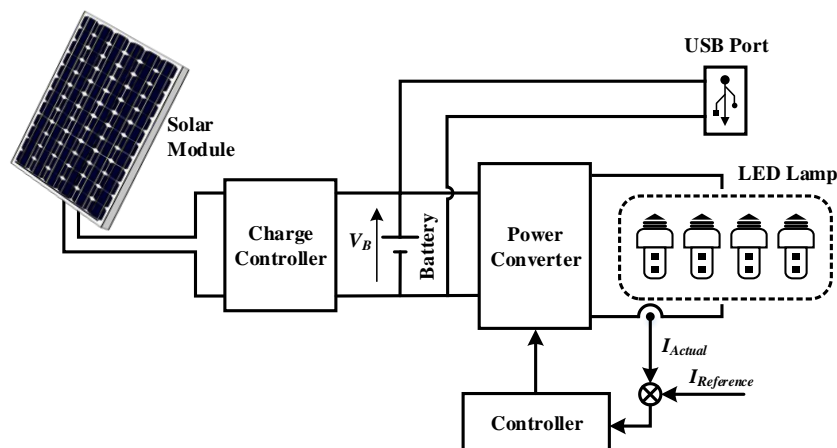 USB Port
Solar
Module
LED Lamp
Charge
Controller
V_B
Battery
Power
Converter
I_Actual
I_Reference
Controller